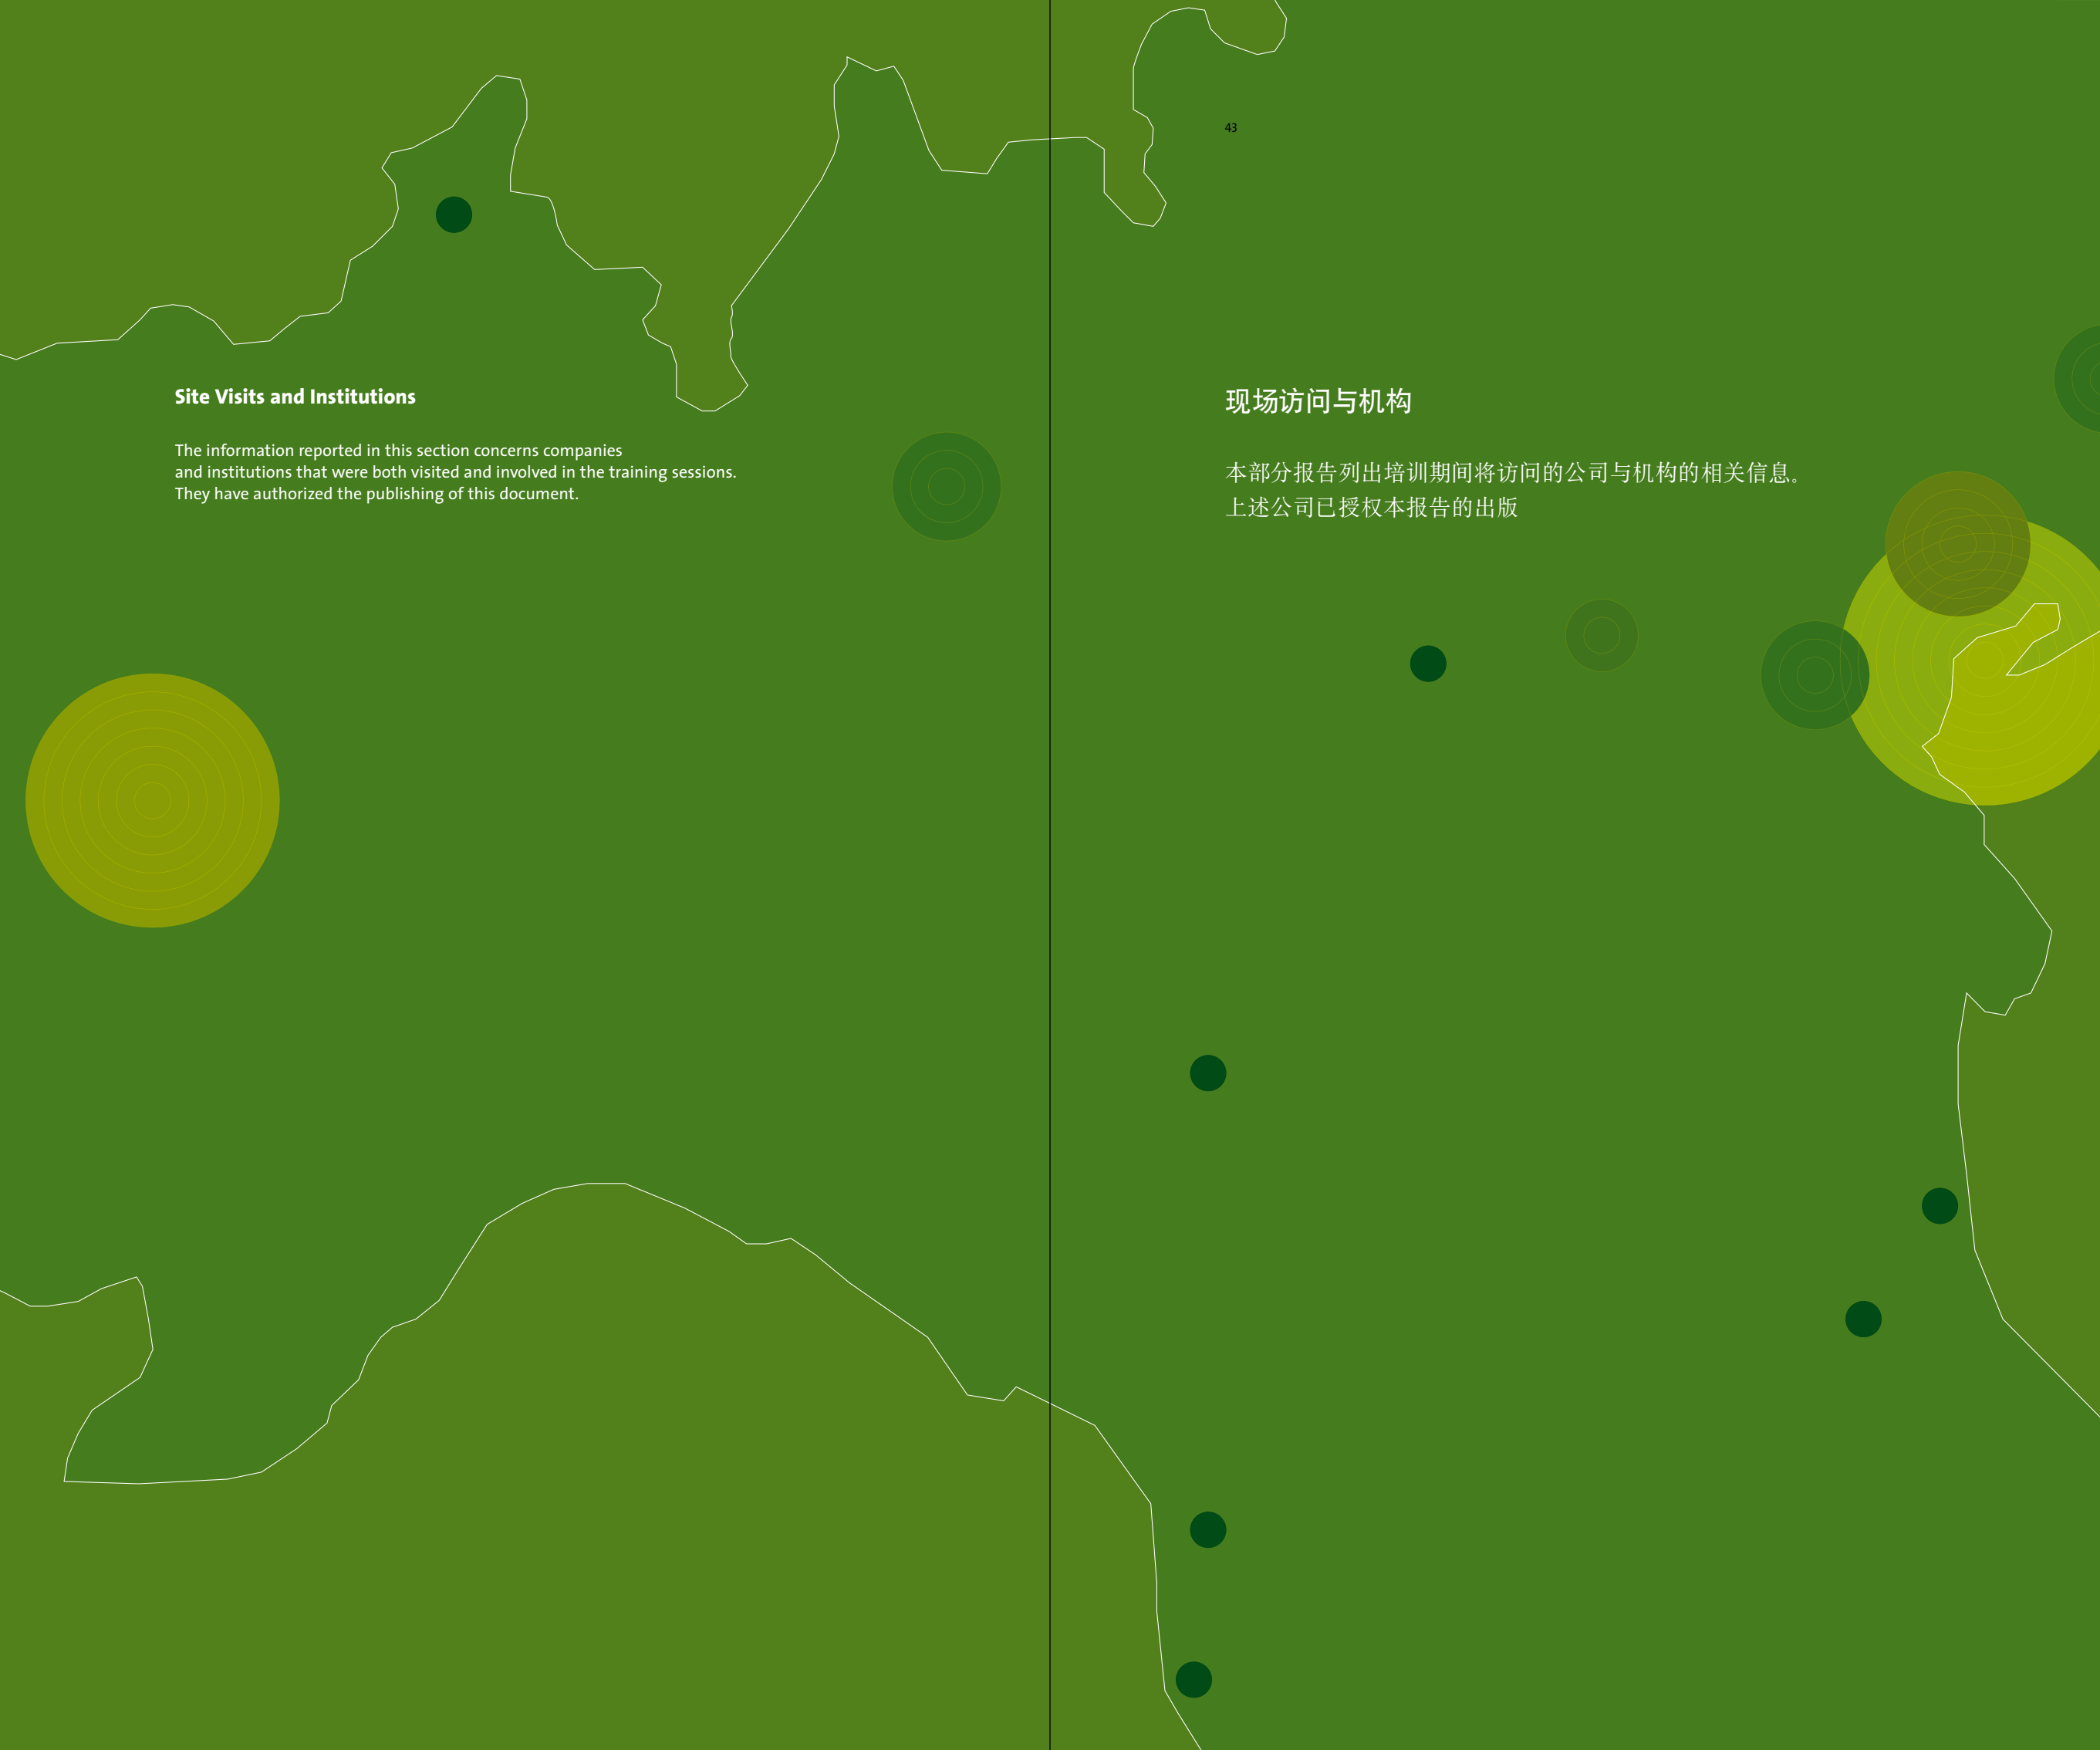 Site Visits and Institutions
The information reported in this section concerns companies
and institutions that were both visited and involved in the training sessions.
They have authorized the publishing of this document.
43
现场访问与机构
本部分报告列出培训期间将访问的公司与机构的相关信息。
上述公司已授权本报告的出版